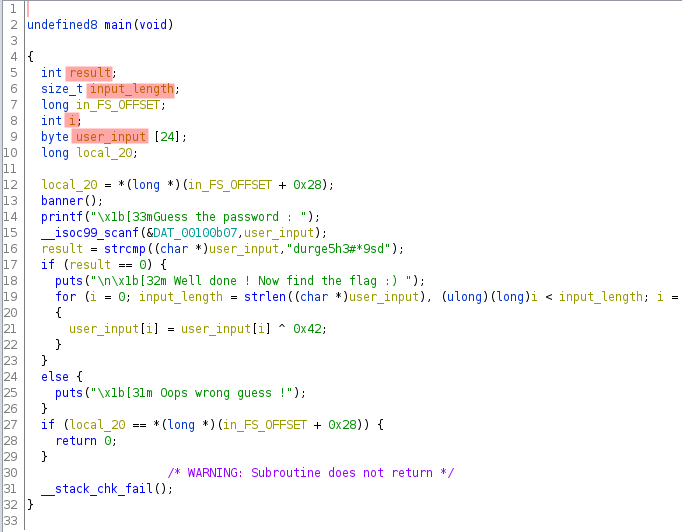 1
2 undefined8 main(void)
3
4 {
5 int result;
6 size_t input_length;
7 long in_FS_OFFSET;
8 int i;
9 byte user_input [24];
10 long local_20;
11
12 local_20 = *(long *)(in_FS_OFFSET + 0x28);
13 banner();
14 printf("\x1b[33mGuess the password : ");
15 __isoc99_scanf(&DAT_00100b07,user_input);
16 result = strcmp((char *)user_input,"durge5h3#*9sd");
17 if (result == 0) {
18 puts("\n\x1b[32m Well done ! Now find the flag :) ");
19 for (i = 0; input_length = strlen((char *)user_input), (ulong)(long)i < input_length; i =
20 {
21 user_input[i] = user_input[i] ^ 0x42;
22 }
23 }
24 else {
25 puts("\x1b[31m Oops wrong guess !");
26 }
27 if (local_20 == *(long *)(in_FS_OFFSET + 0x28)) {
28 return 0;
29 }
30 /* WARNING: Subroutine does not return */
31 __stack_chk_fail();
32 }
33